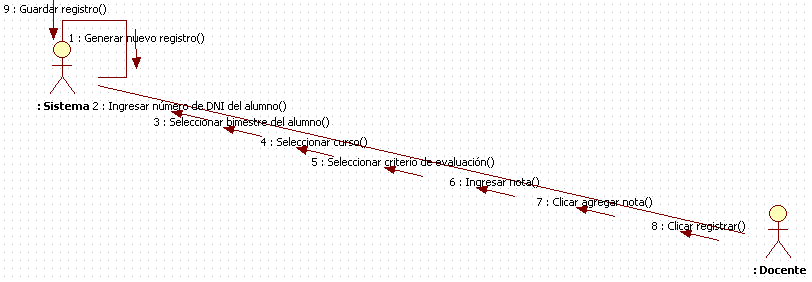 9 : Guardar registro()
1 : Generar nuevo registro()
: Sistema
2 : Ingresar número de DNI del alumno()
3 : Seleccionar bimestre del alumno()
4 : Seleccionar curso()
5 : Seleccionar criterio de evaluación()
6 : Ingresar nota()
7 : Clicar agregar nota()
8 : Clicar registrar()
: Docente